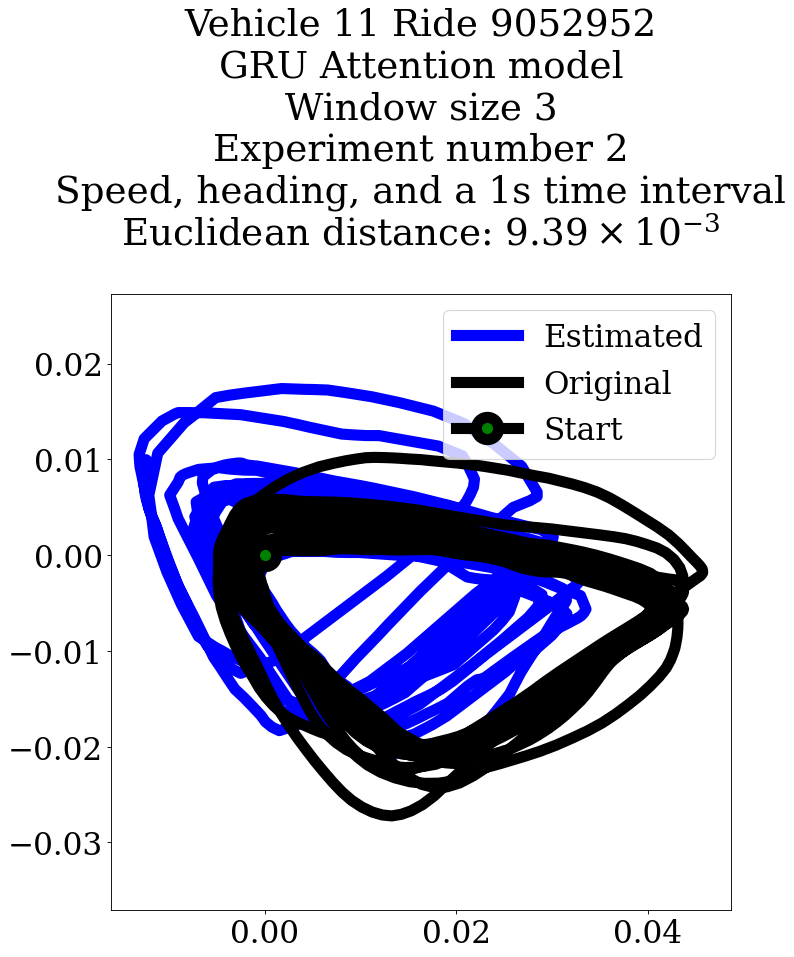 Vehicle 11 Ride 9052952
GRU Attention model
Window size 3
Experiment number 2
Speed, heading, and a 1s time interval
Euclidean distance: 9.39 × 10⁻³
Estimated
Original
Start
0.02
0.01
0.00
−0.01
−0.02
−0.03
0.00 0.02 0.04